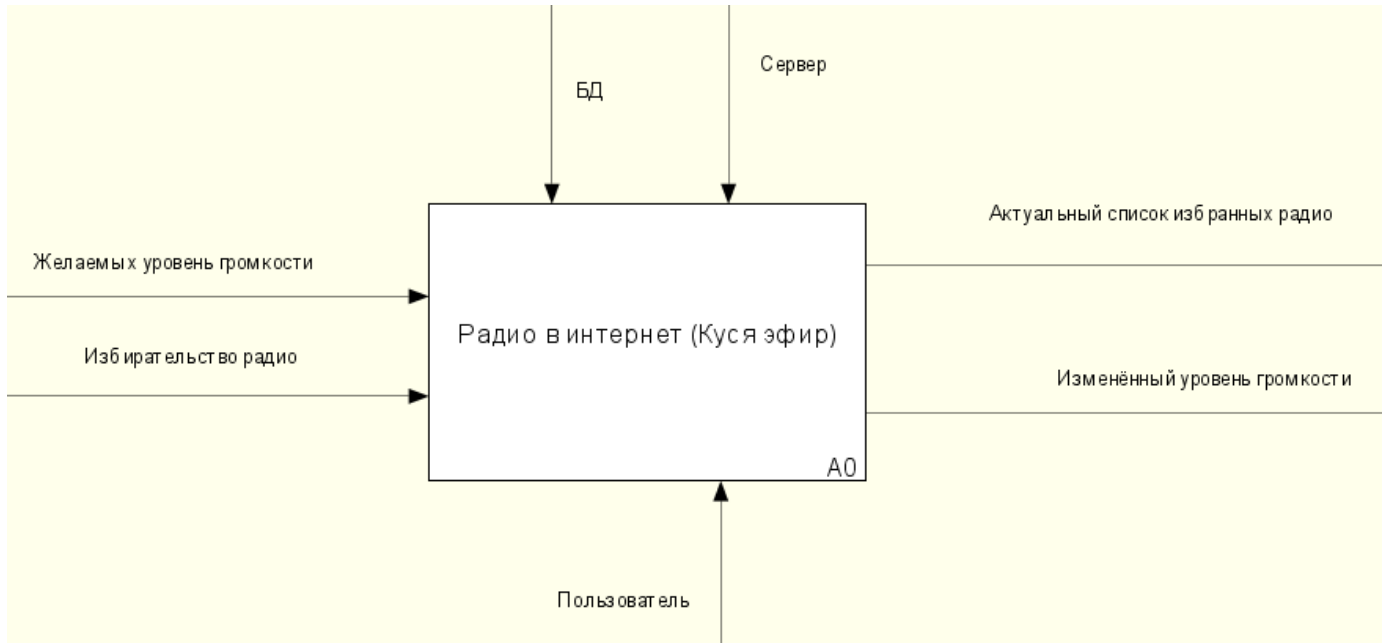 Сервер
БД
Актуальный список избранных радио
Желаемых уровень громкости
Радио в интернет (Куся эфир)
Избирательство радио
Изменённый уровень громкости
A0
Пользователь